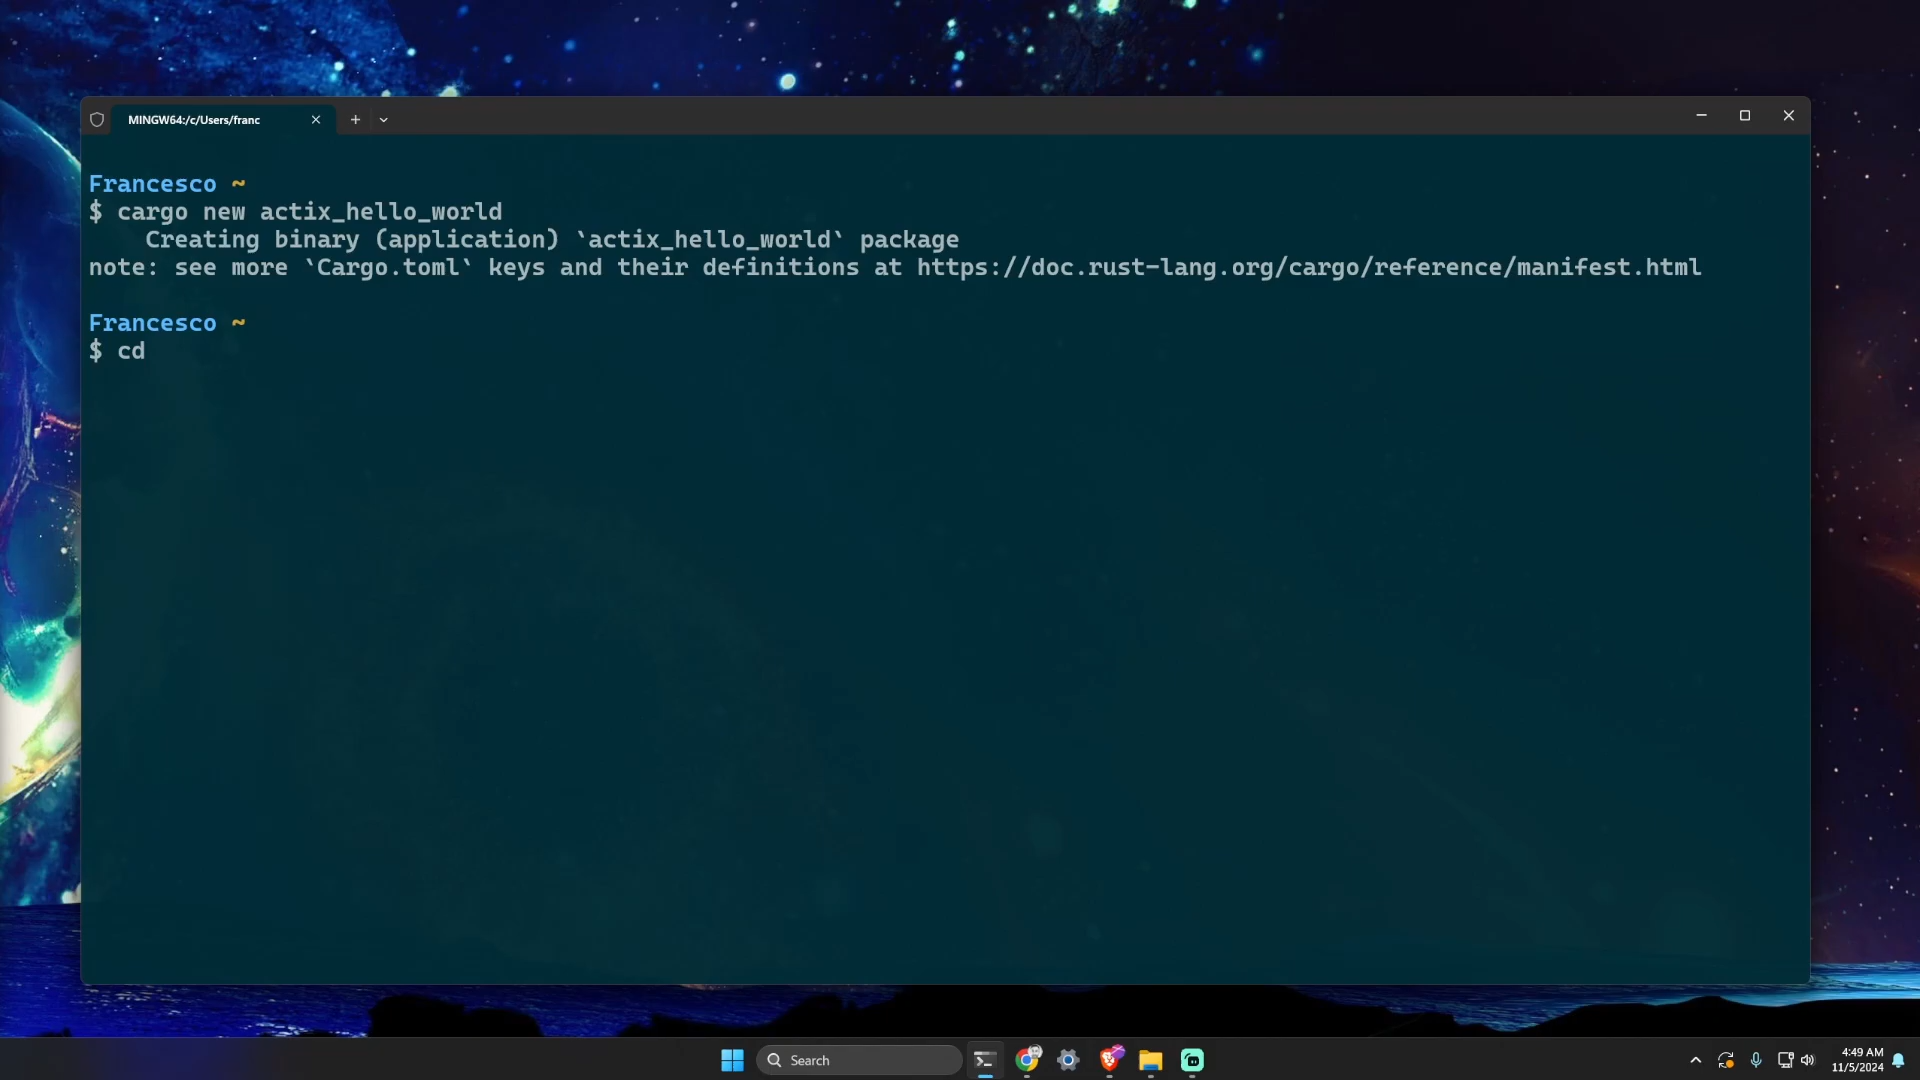 MINGW64:/c/Users/franc
Francesco ~
$ cargo new actix_hello_world
Creating binary (application) `actix_hello_world` package
note: see more `Cargo.toml` keys and their definitions at https://doc.rust-lang.org/cargo/reference/manifest.html
Francesco ~
$ cd
Search
4:49 AM
11/5/2024